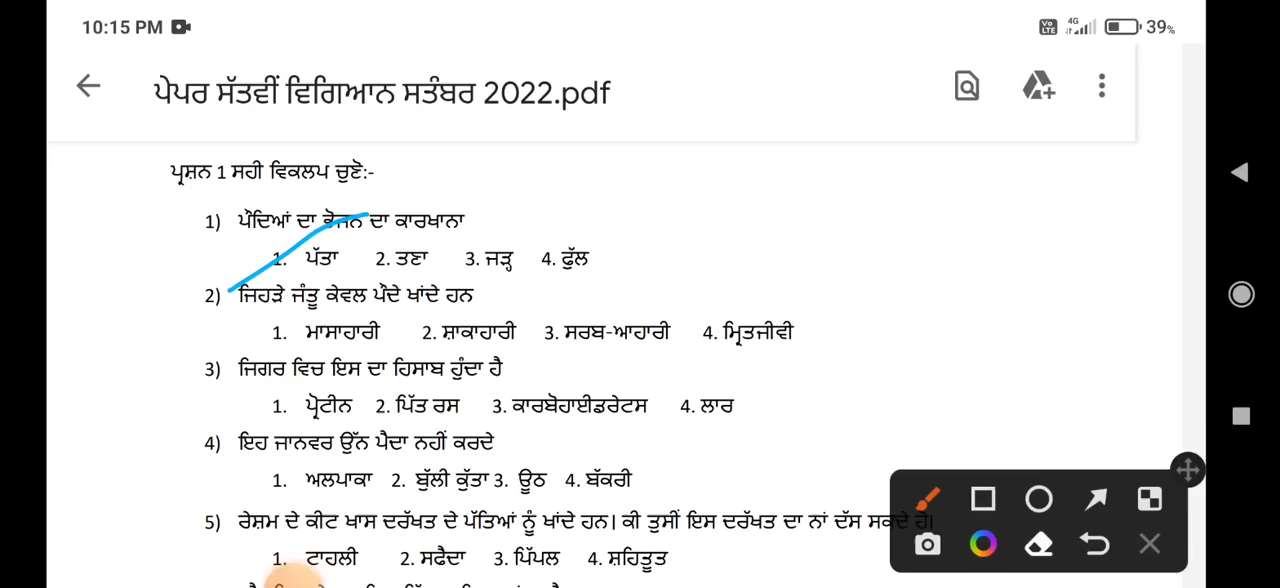 10:15 PM Vo LTE 4G 39%
ਪੇਪਰ ਸੱਤਵੀਂ ਵਿਗਿਆਨ ਸਤੰਬਰ 2022.pdf
ਪ੍ਰਸ਼ਨ 1 ਸਹੀ ਵਿਕਲਪ ਚੁਣੋ:-
1) ਪੌਦਿਆਂ ਦਾ ਭੋਜਨ ਦਾ ਕਾਰਖਾਨਾ
1. ਪੱਤਾ 2. ਤਣਾ 3. ਜੜ੍ਹ 4. ਫੁੱਲ
2) ਜਿਹੜੇ ਜੰਤੂ ਕੇਵਲ ਪੌਦੇ ਖਾਂਦੇ ਹਨ
1. ਮਾਸਾਹਾਰੀ 2. ਸ਼ਾਕਾਹਾਰੀ 3. ਸਰਬ-ਆਹਾਰੀ 4. ਮ੍ਰਿਤਜੀਵੀ
3) ਜਿਗਰ ਵਿਚ ਇਸ ਦਾ ਹਿਸਾਬ ਹੁੰਦਾ ਹੈ
1. ਪ੍ਰੋਟੀਨ 2. ਪਿੱਤ ਰਸ 3. ਕਾਰਬੋਹਾਈਡਰੇਟਸ 4. ਲਾਰ
4) ਇਹ ਜਾਨਵਰ ਉੱਨ ਪੈਦਾ ਨਹੀਂ ਕਰਦੇ
1. ਅਲਪਾਕਾ 2. ਬੁੱਲੀ ਕੁੱਤਾ 3. ਊਠ 4. ਬੱਕਰੀ
5) ਰੇਸ਼ਮ ਦੇ ਕੀਟ ਖਾਸ ਦਰੱਖਤ ਦੇ ਪੱਤਿਆਂ ਨੂੰ ਖਾਂਦੇ ਹਨ। ਕੀ ਤੁਸੀਂ ਇਸ ਦਰੱਖਤ ਦਾ ਨਾਂ ਦੱਸ ਸਕਦੇ ਹੋ।
1. ਟਾਹਲੀ 2. ਸਫੈਦਾ 3. ਪਿੱਪਲ 4. ਸ਼ਹਿਤੂਤ